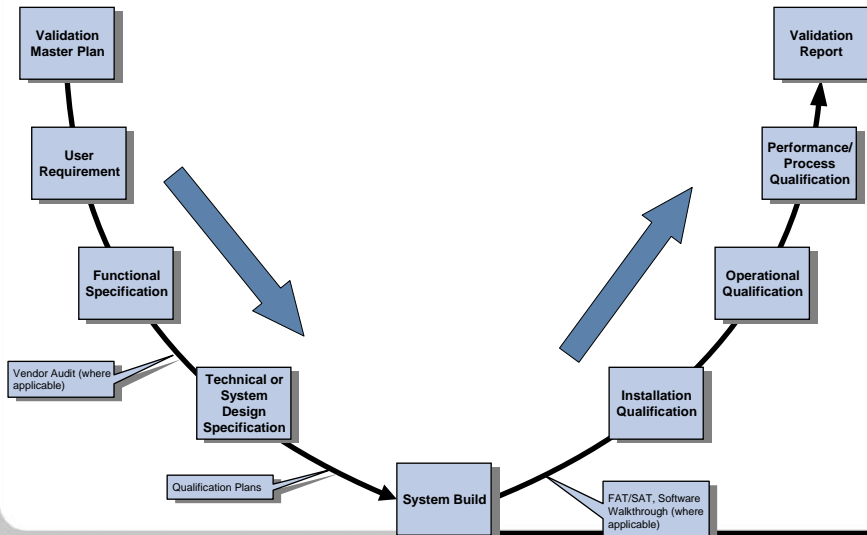 Validation
Master Plan
User
Requirement
Functional
Specification
Vendor Audit (where
applicable)
Technical or
System
Design
Specification
Qualification Plans
System Build
FAT/SAT, Software
Walkthrough (where
applicable)
Installation
Qualification
Operational
Qualification
Performance/
Process
Qualification
Validation
Report